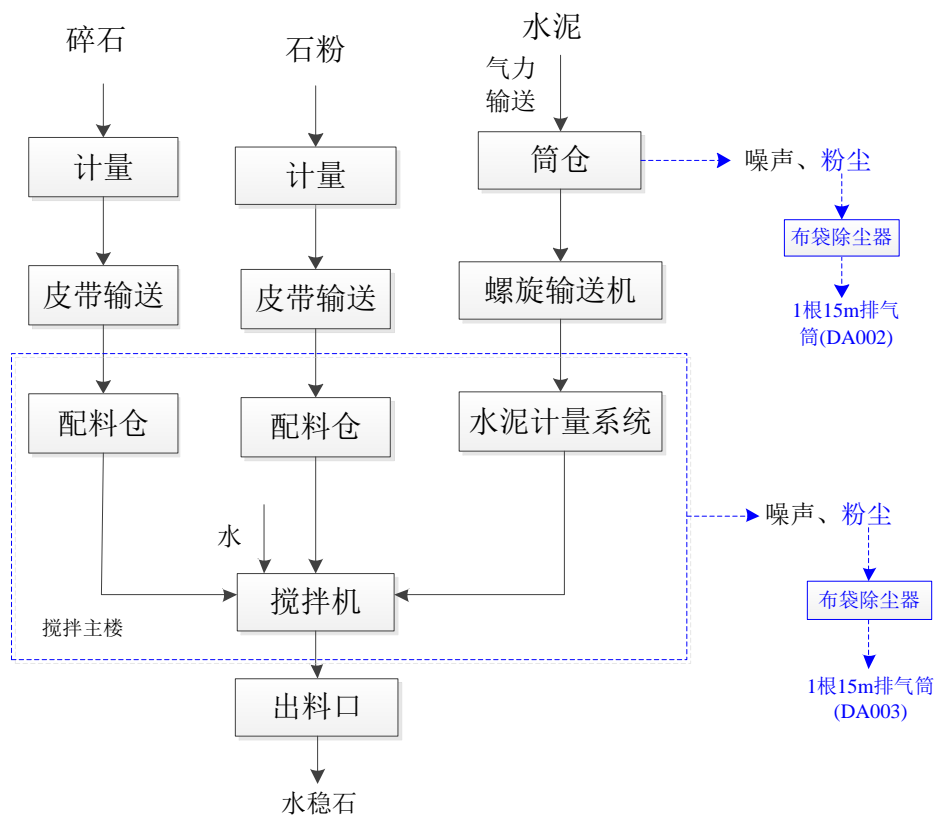 碎石
石粉
水泥
气力
输送
计量
计量
筒仓
噪声、粉尘
布袋除尘器
皮带输送
皮带输送
螺旋输送机
1根15m排气
筒(DA002)
配料仓
配料仓
水泥计量系统
噪声、粉尘
水
搅拌机
布袋除尘器
搅拌主楼
出料口
1根15m排气筒
(DA003)
水稳石